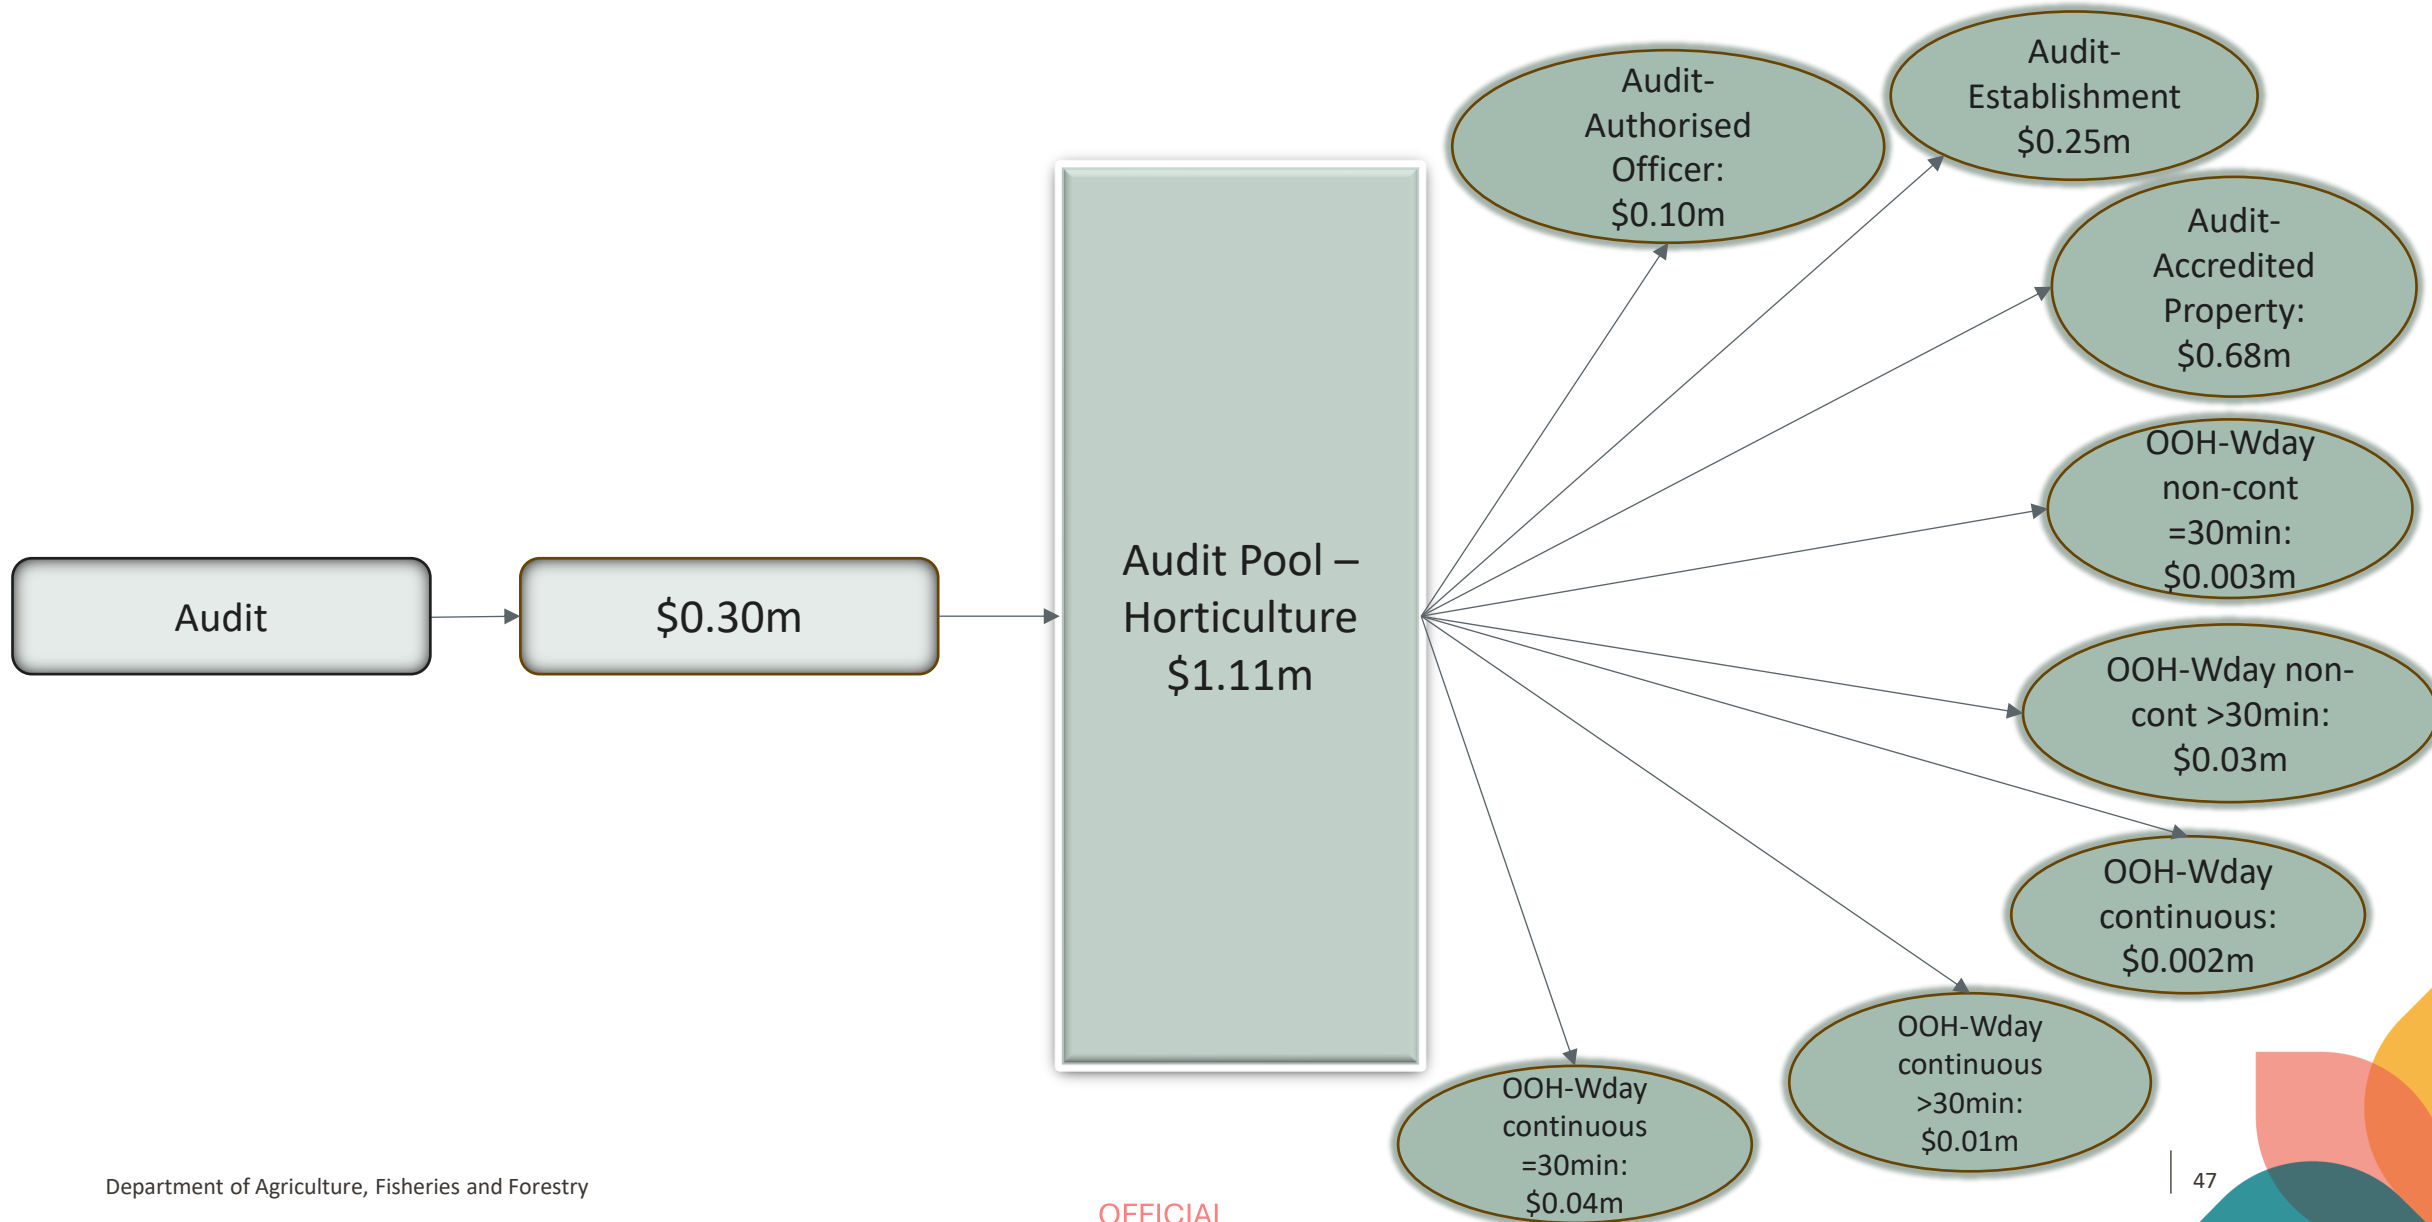 Audit
$0.30m
Audit Pool –
Horticulture
$1.11m
Audit-
Authorised
Officer:
$0.10m
Audit-
Establishment
$0.25m
Audit-
Accredited
Property:
$0.68m
OOH-Wday
non-cont
=30min:
$0.003m
OOH-Wday non-
cont >30min:
$0.03m
OOH-Wday
continuous:
$0.002m
OOH-Wday
continuous
>30min:
$0.01m
OOH-Wday
continuous
=30min:
$0.04m
Department of Agriculture, Fisheries and Forestry
47
OFFICIAL